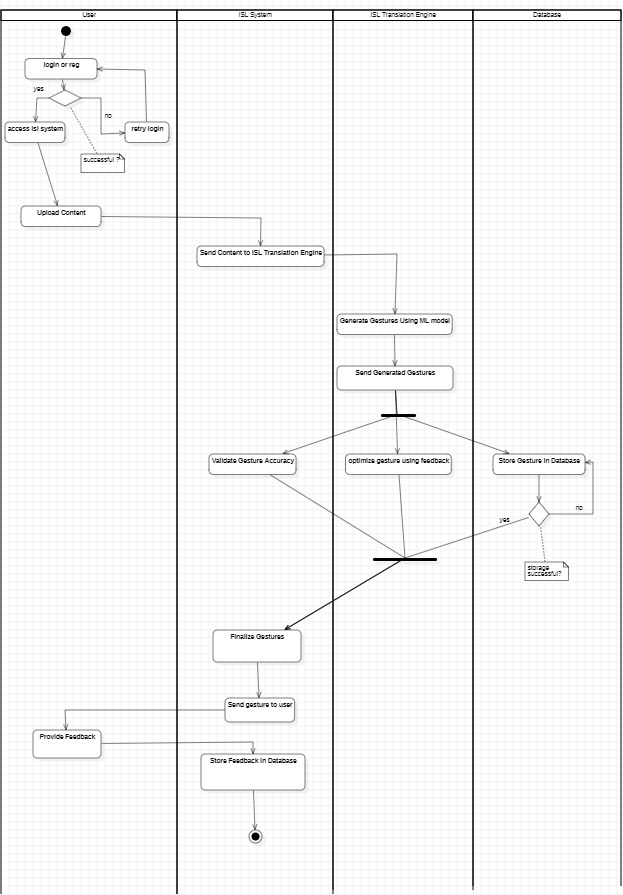 User
ISL System
ISL Translation Engine
Database
login or reg
yes
no
access isl system
retry login
successful ?
Upload Content
Send Content to ISL Translation Engine
Generate Gestures Using ML model
Send Generated Gestures
Validate Gesture Accuracy
optimize gesture using feedback
Store Gesture In Database
no
yes
storage
successful?
Finalize Gestures
Send gesture to user
Provide Feedback
Store Feedback In Database